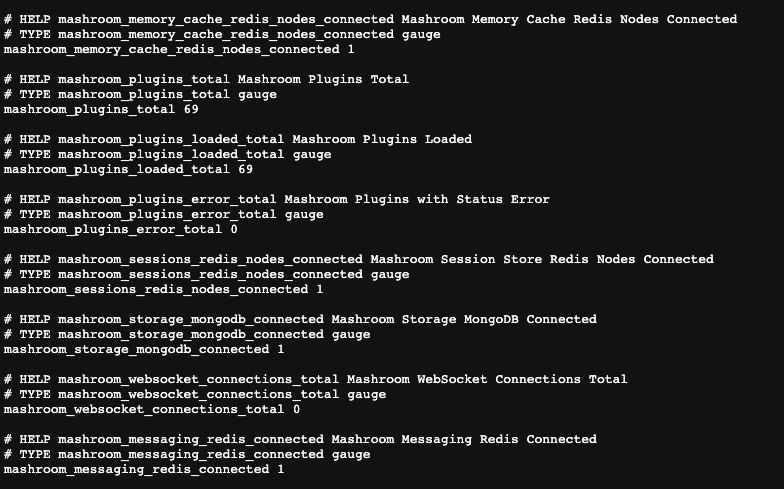 # HELP mashroom_memory_cache_redis_nodes_connected Mashroom Memory Cache Redis Nodes Connected
# TYPE mashroom_memory_cache_redis_nodes_connected gauge
mashroom_memory_cache_redis_nodes_connected 1
# HELP mashroom_plugins_total Mashroom Plugins Total
# TYPE mashroom_plugins_total gauge
mashroom_plugins_total 69
# HELP mashroom_plugins_loaded_total Mashroom Plugins Loaded
# TYPE mashroom_plugins_loaded_total gauge
mashroom_plugins_loaded_total 69
# HELP mashroom_plugins_error_total Mashroom Plugins with Status Error
# TYPE mashroom_plugins_error_total gauge
mashroom_plugins_error_total 0
# HELP mashroom_sessions_redis_nodes_connected Mashroom Session Store Redis Nodes Connected
# TYPE mashroom_sessions_redis_nodes_connected gauge
mashroom_sessions_redis_nodes_connected 1
# HELP mashroom_storage_mongodb_connected Mashroom Storage MongoDB Connected
# TYPE mashroom_storage_mongodb_connected gauge
mashroom_storage_mongodb_connected 1
# HELP mashroom_websocket_connections_total Mashroom WebSocket Connections Total
# TYPE mashroom_websocket_connections_total gauge
mashroom_websocket_connections_total 0
# HELP mashroom_messaging_redis_connected Mashroom Messaging Redis Connected
# TYPE mashroom_messaging_redis_connected gauge
mashroom_messaging_redis_connected 1